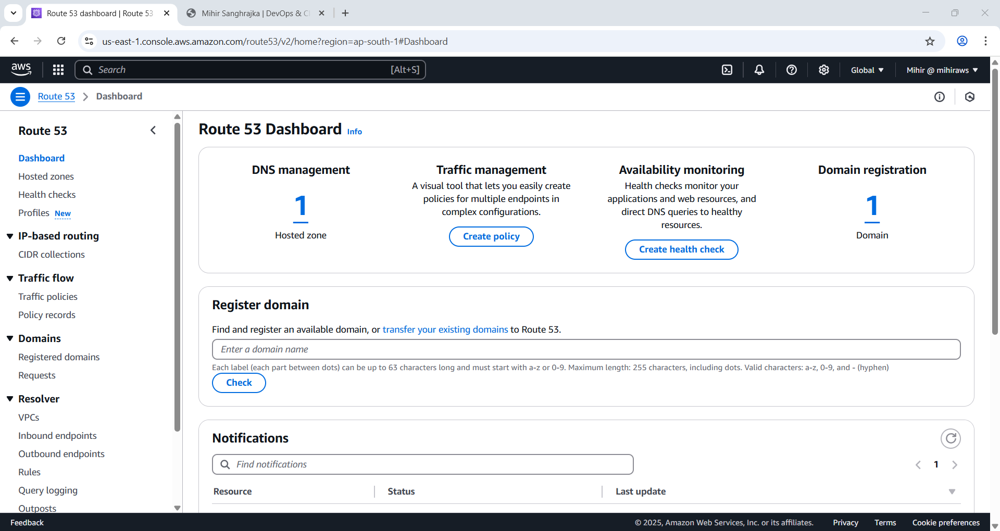 Route 53 dashboard | Route 53
Mihir Sanghrajka | DevOps & Cl
us-east-1.console.aws.amazon.com/route53/v2/home?region=ap-south-1#Dashboard
aws
Search
[Alt+S]
Global
Mihir @ mihiraws
Route 53
Dashboard
Route 53
Dashboard
Hosted zones
Health checks
Profiles New
IP-based routing
CIDR collections
Traffic flow
Traffic policies
Policy records
Domains
Registered domains
Requests
Resolver
VPCs
Inbound endpoints
Outbound endpoints
Rules
Query logging
Outposts
Route 53 Dashboard Info
DNS management
1
Hosted zone
Traffic management
A visual tool that lets you easily create
policies for multiple endpoints in
complex configurations.
Create policy
Availability monitoring
Health checks monitor your
applications and web resources, and
direct DNS queries to healthy
resources.
Create health check
Domain registration
1
Domain
Register domain
Find and register an available domain, or transfer your existing domains to Route 53.
Enter a domain name
Each label (each part between dots) can be up to 63 characters long and must start with a-z or 0-9. Maximum length: 255 characters, including dots. Valid characters: a-z, 0-9, and - (hyphen)
Check
Notifications
Find notifications
1
Resource
Status
Last update
Feedback
© 2025, Amazon Web Services, Inc. or its affiliates.
Privacy
Terms
Cookie preferences